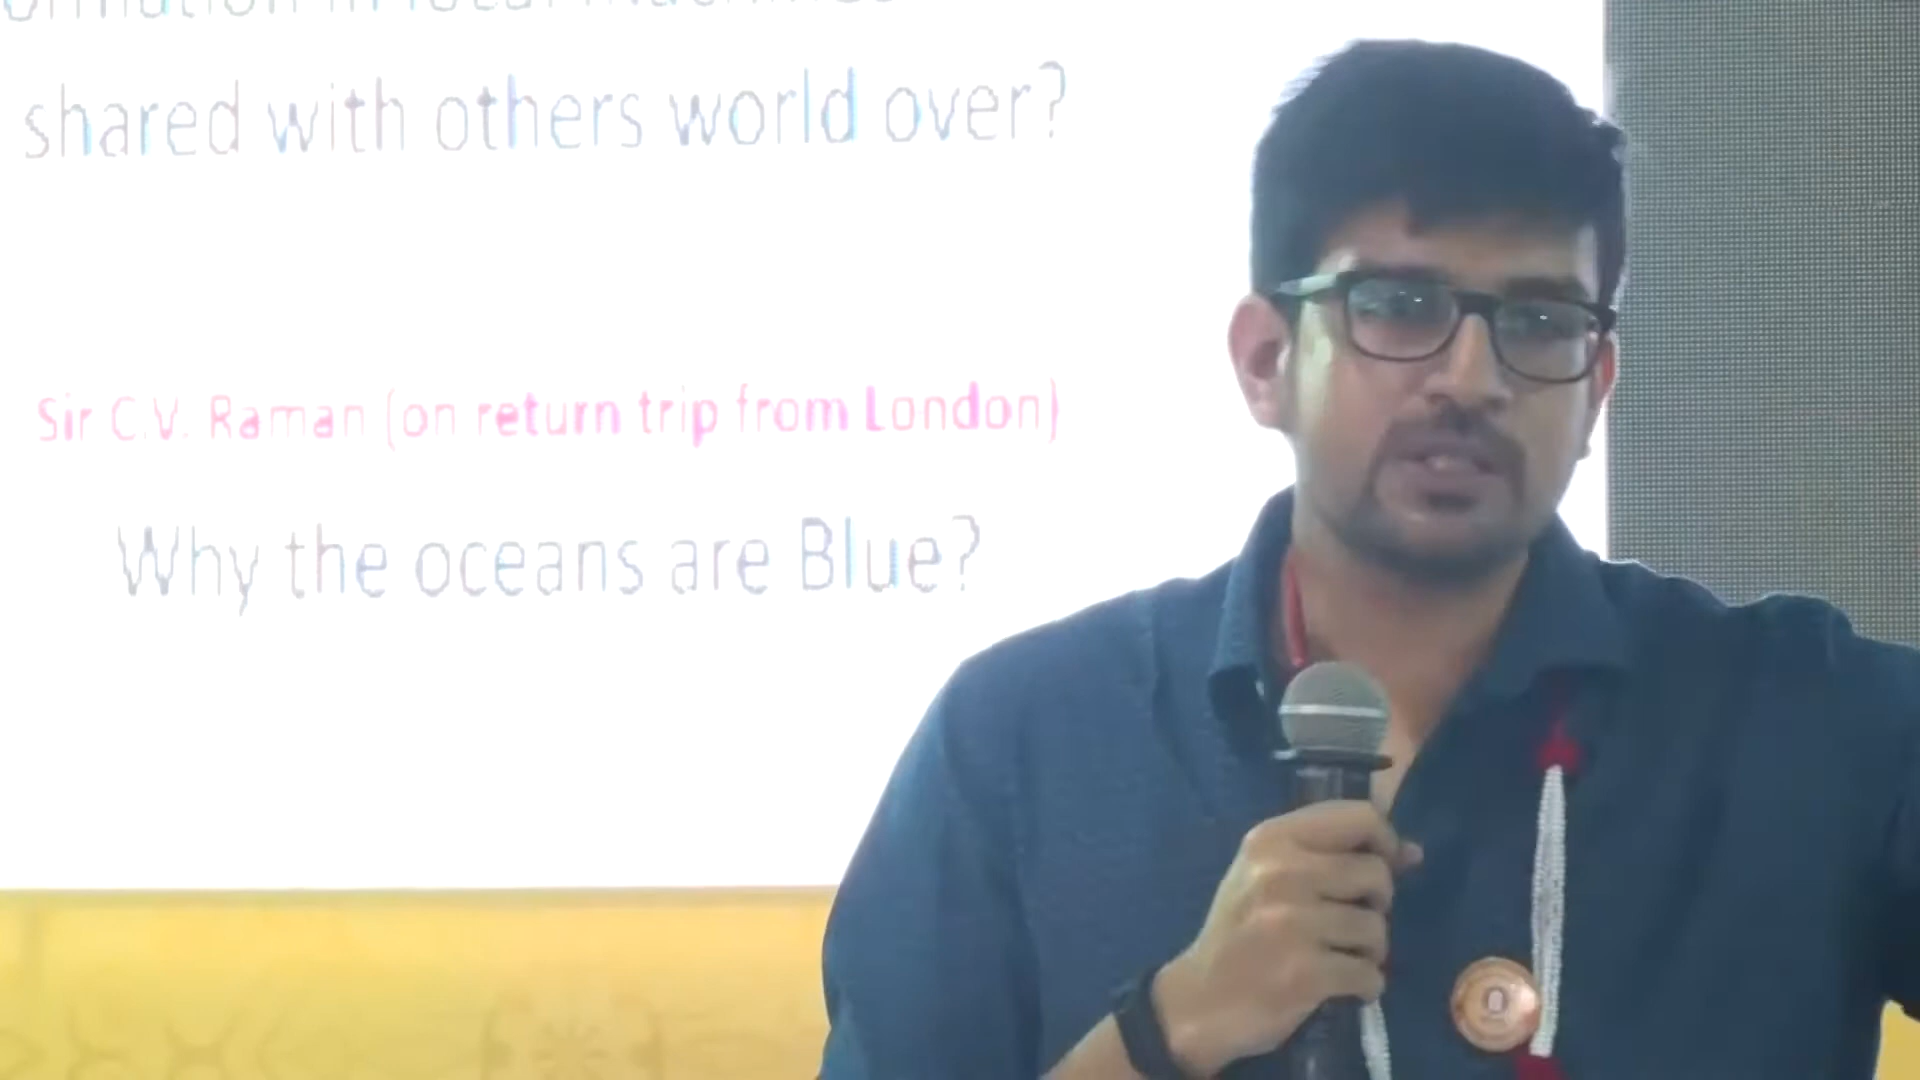 shared with others world over?
Sir C.V. Raman (on return trip from London)
Why the oceans are Blue?